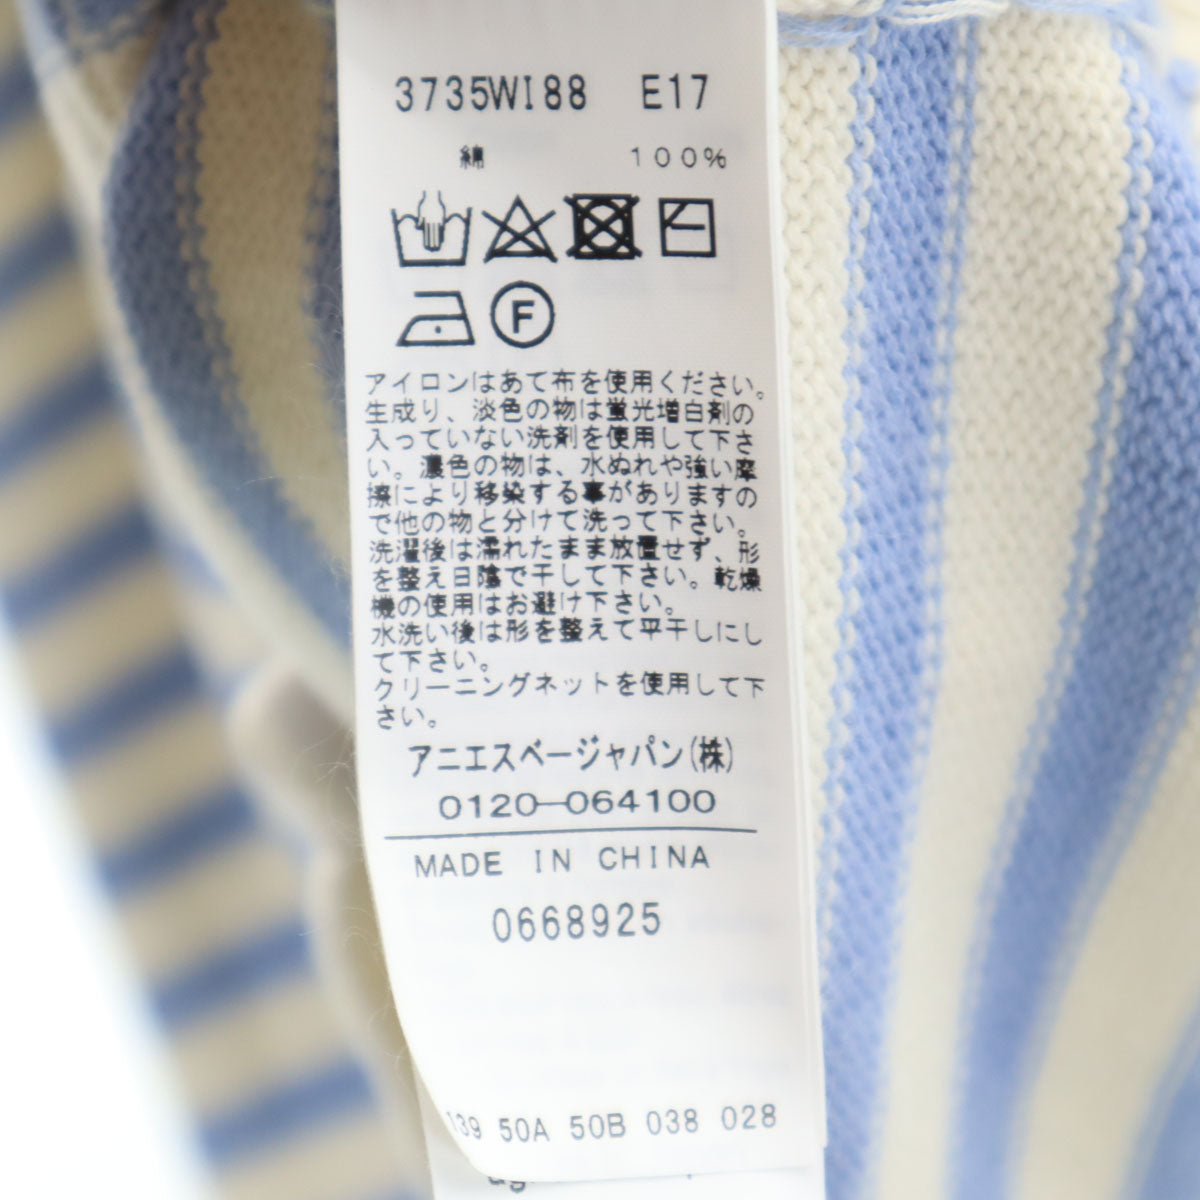 3735WI88 E17
綿 100%
F
アイロンはあて布を使用ください。
生成り、淡色の物は蛍光増白剤の
入っていない洗剤を使用して下さ
い。濃色の物は、水ぬれや強い摩
擦により移染する事がありますの
で他の物と分けて洗って下さい。
洗濯後は濡れたまま放置せず、形
を整え日陰で干して下さい。乾燥
機の使用はお避け下さい。
水洗い後は形を整えて平干しにし
て下さい。
クリーニングネットを使用して下
さい。
アニエスベージャパン(株)
0120-064100
MADE IN CHINA
0668925
139 50A 50B 038 028